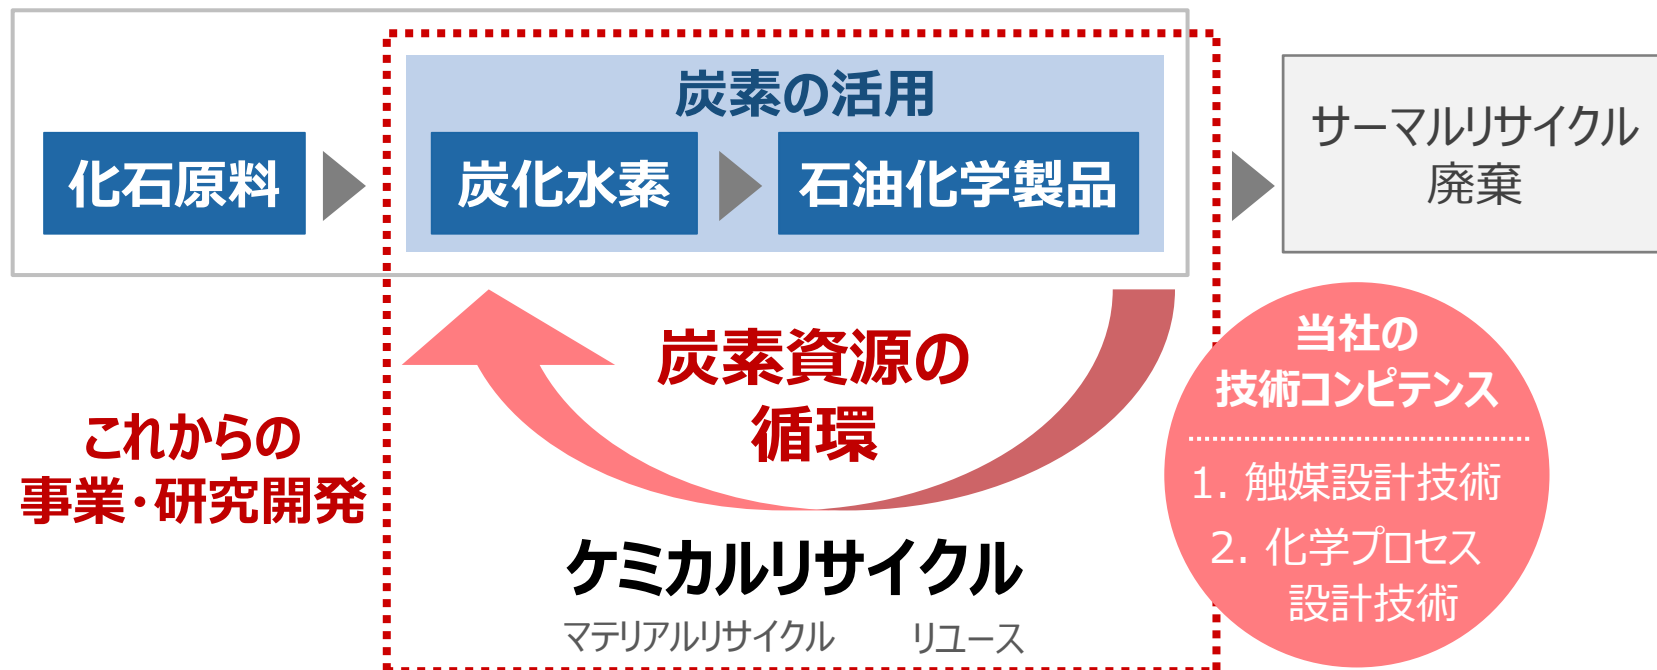 炭素の活用
化石原料
炭化水素
石油化学製品
サーマルリサイクル
廃棄
炭素資源の
循環
これからの
事業・研究開発
ケミカルリサイクル
マテリアルリサイクル リユース
当社の
技術コンピテンス
1. 触媒設計技術
2. 化学プロセス
設計技術